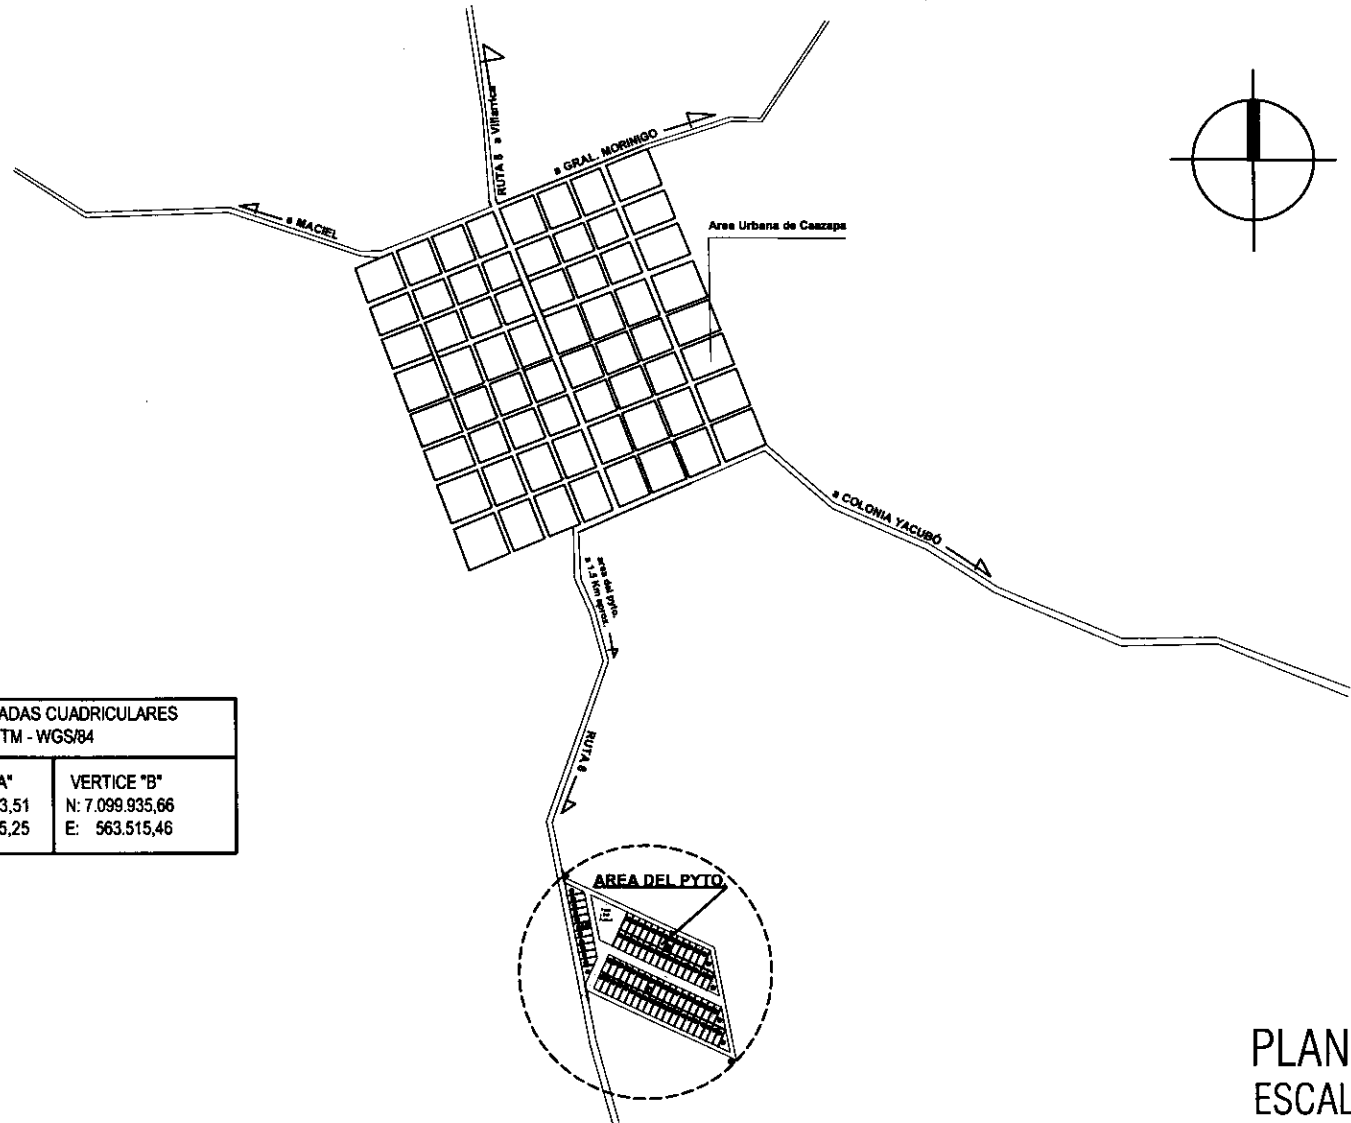 RUTA 8 a Villarrica
a GRAL. MORINIGO
a MACIEL
Area Urbana de Caazapa
a COLONIA YACUBÓ
area del pyto.
a 1.5 Km aprox.
RUTA 8
ADAS CUADRICULARES
TM - WGS/84
A"
3,51
5,25
VERTICE "B"
N: 7.099.935,66
E: 563.515,46
AREA DEL PYTO
PLAN
ESCAL